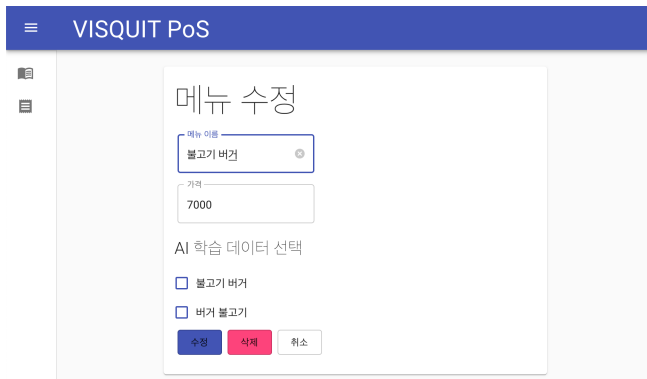 VISQUIT PoS
메뉴 수정
메뉴 이름
불고기 버거
가격
7000
AI 학습 데이터 선택
불고기 버거
버거 불고기
수정 삭제 취소